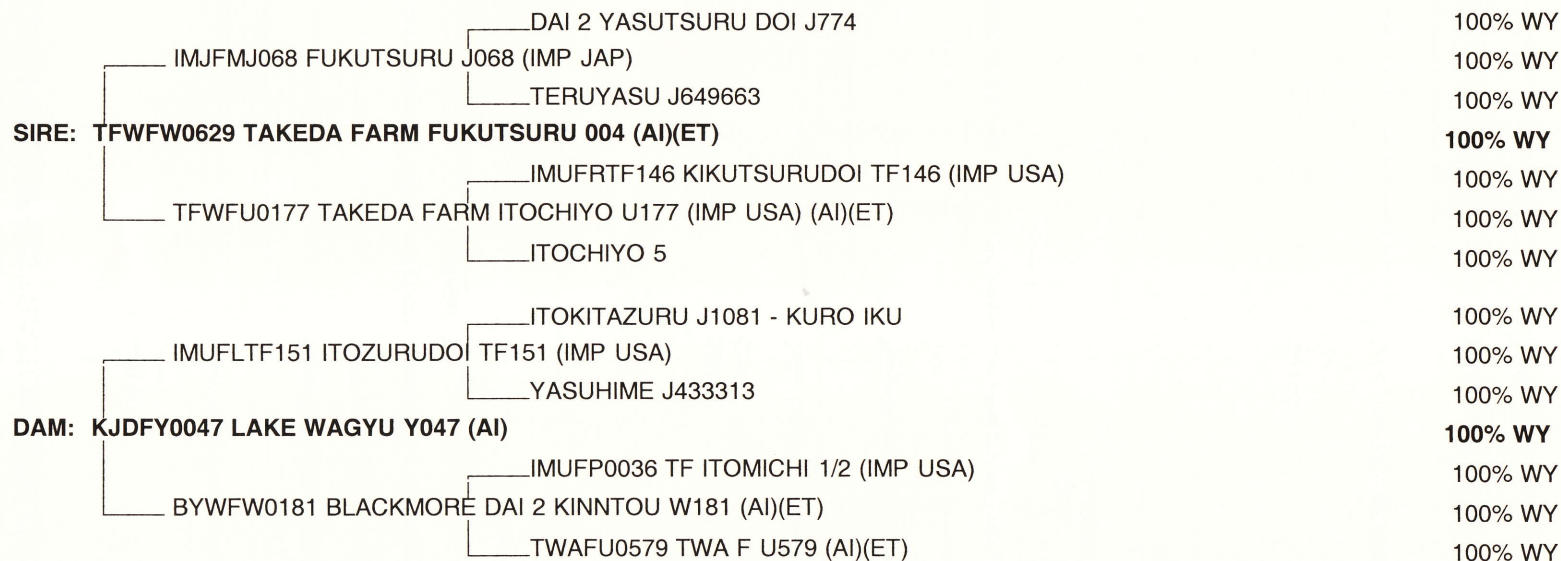 DAI 2 YASUTSURU DOI J774 100% WY
IMJFMJ068 FUKUTSURU J068 (IMP JAP) 100% WY
TERUYASU J649663 100% WY
SIRE: TFWFW0629 TAKEDA FARM FUKUTSURU 004 (AI)(ET) 100% WY
IMUFRTF146 KIKUTSURUDOI TF146 (IMP USA) 100% WY
TFWFU0177 TAKEDA FARM ITOCHIYO U177 (IMP USA) (AI)(ET) 100% WY
ITOCHIYO 5 100% WY
ITOKITAZURU J1081 - KURO IKU 100% WY
IMUFLTF151 ITOZURUDOI TF151 (IMP USA) 100% WY
YASUHIME J433313 100% WY
DAM: KJDFY0047 LAKE WAGYU Y047 (AI) 100% WY
IMUFP0036 TF ITOMICHI 1/2 (IMP USA) 100% WY
BYWFW0181 BLACKMORE DAI 2 KINNTOU W181 (AI)(ET) 100% WY
TWAFU0579 TWA F U579 (AI)(ET) 100% WY